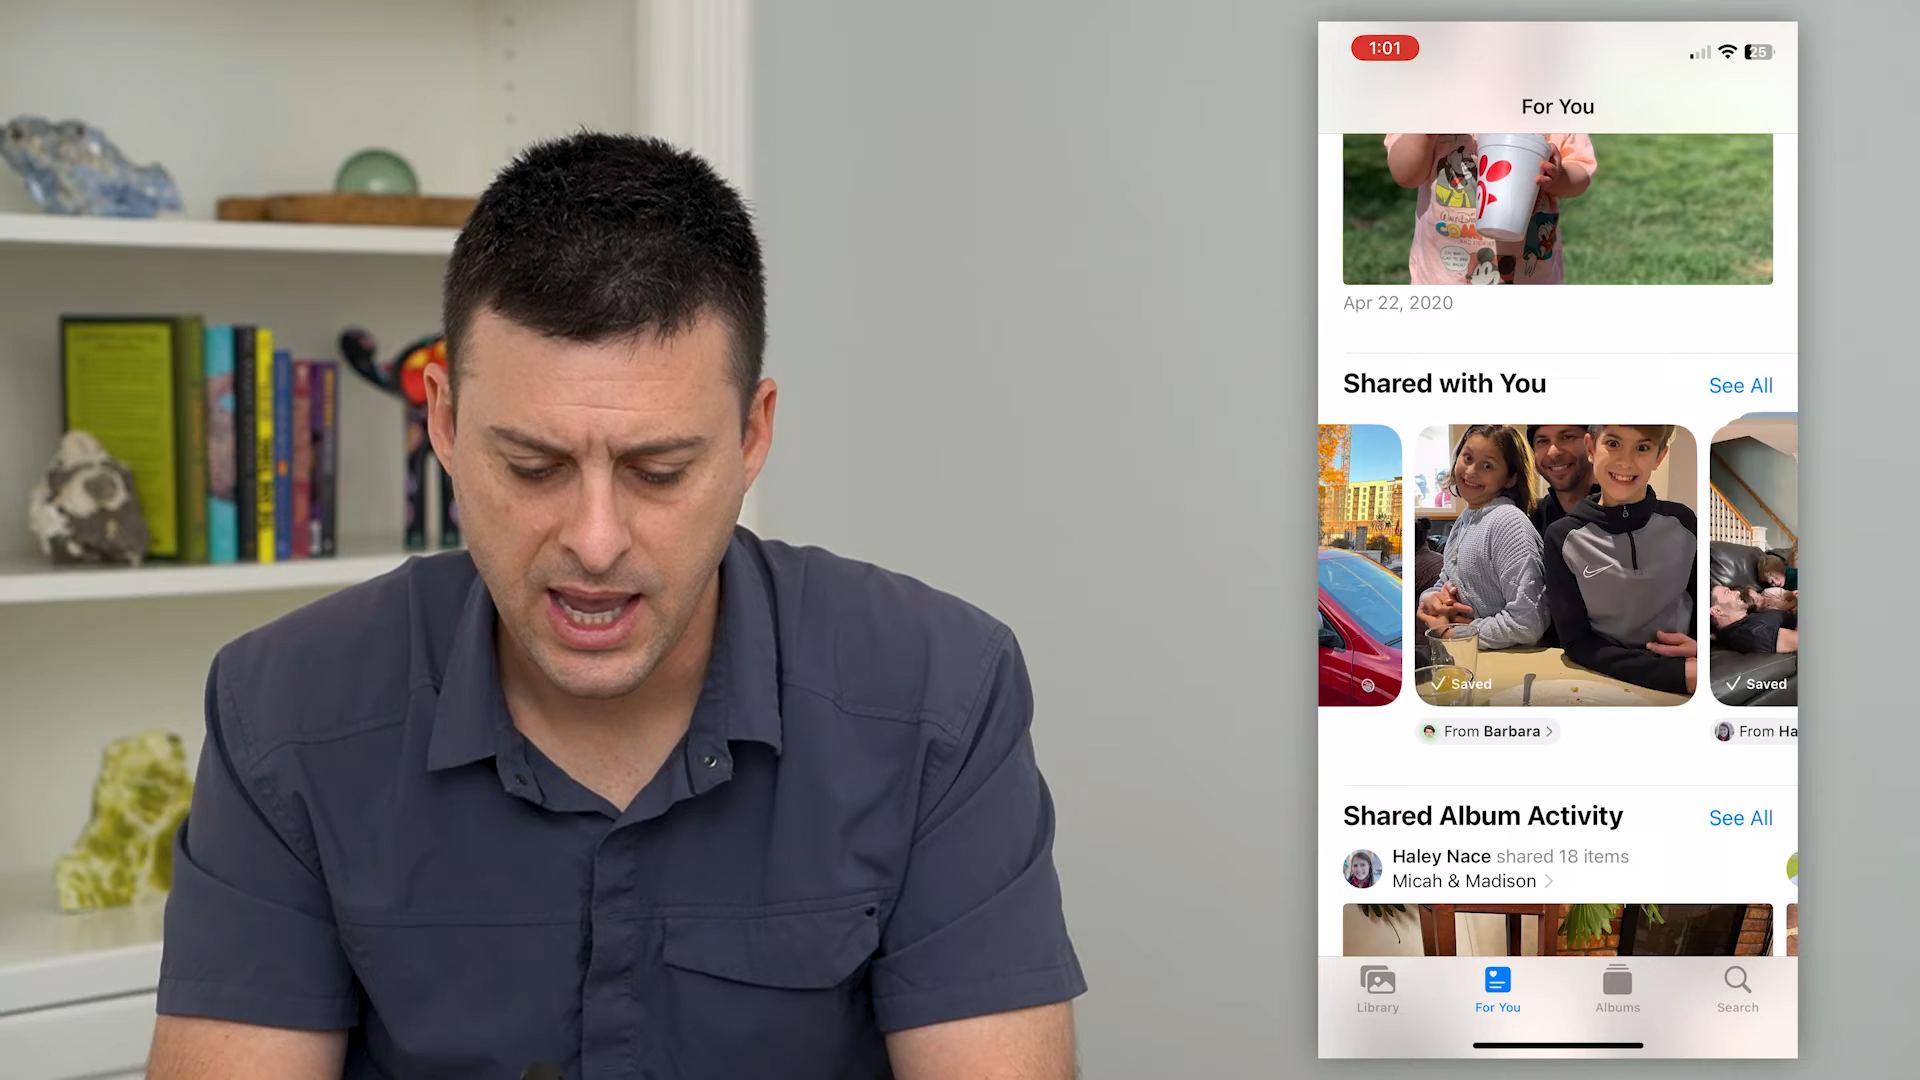 1:01
25
For You
Apr 22, 2020
Shared with You
See All
Saved
Saved
From Barbara
From Ha
Shared Album Activity
See All
Haley Nace shared 18 items
Micah & Madison
Library
For You
Albums
Search